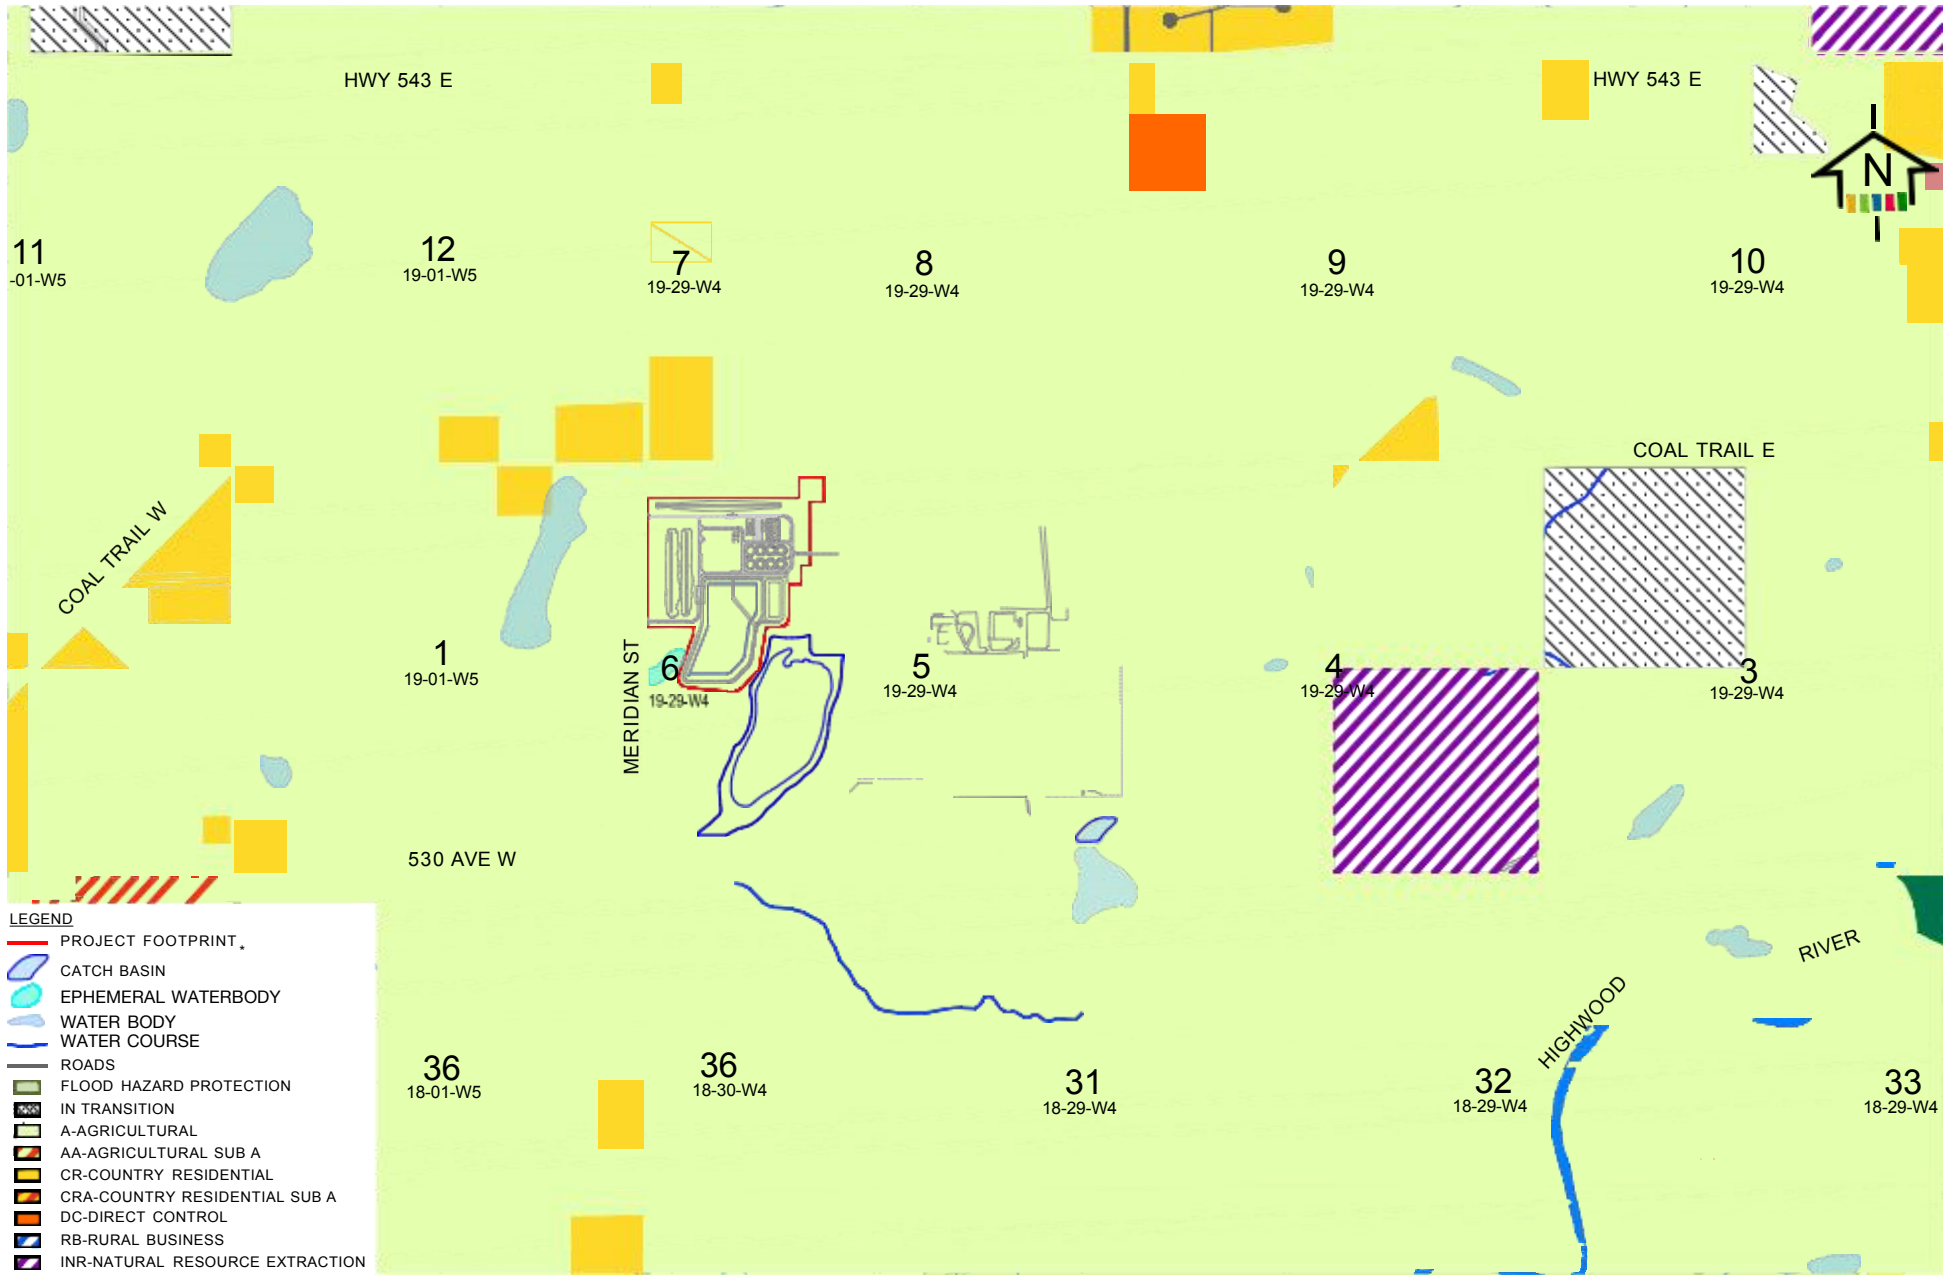 HWY 543 E
HWY 543 E
N
11
-01-W5
12
19-01-W5
7
19-29-W4
8
19-29-W4
9
19-29-W4
10
19-29-W4
COAL TRAIL W
COAL TRAIL E
1
19-01-W5
MERIDIAN ST
6
19-29-W4
5
19-29-W4
4
19-29-W4
3
19-29-W4
530 AVE W
HIGHWOOD
RIVER
36
18-01-W5
36
18-30-W4
31
18-29-W4
32
18-29-W4
33
18-29-W4
LEGEND
PROJECT FOOTPRINT*
CATCH BASIN
EPHEMERAL WATERBODY
WATER BODY
WATER COURSE
ROADS
FLOOD HAZARD PROTECTION
IN TRANSITION
A-AGRICULTURAL
AA-AGRICULTURAL SUB A
CR-COUNTRY RESIDENTIAL
CRA-COUNTRY RESIDENTIAL SUB A
DC-DIRECT CONTROL
RB-RURAL BUSINESS
INR-NATURAL RESOURCE EXTRACTION